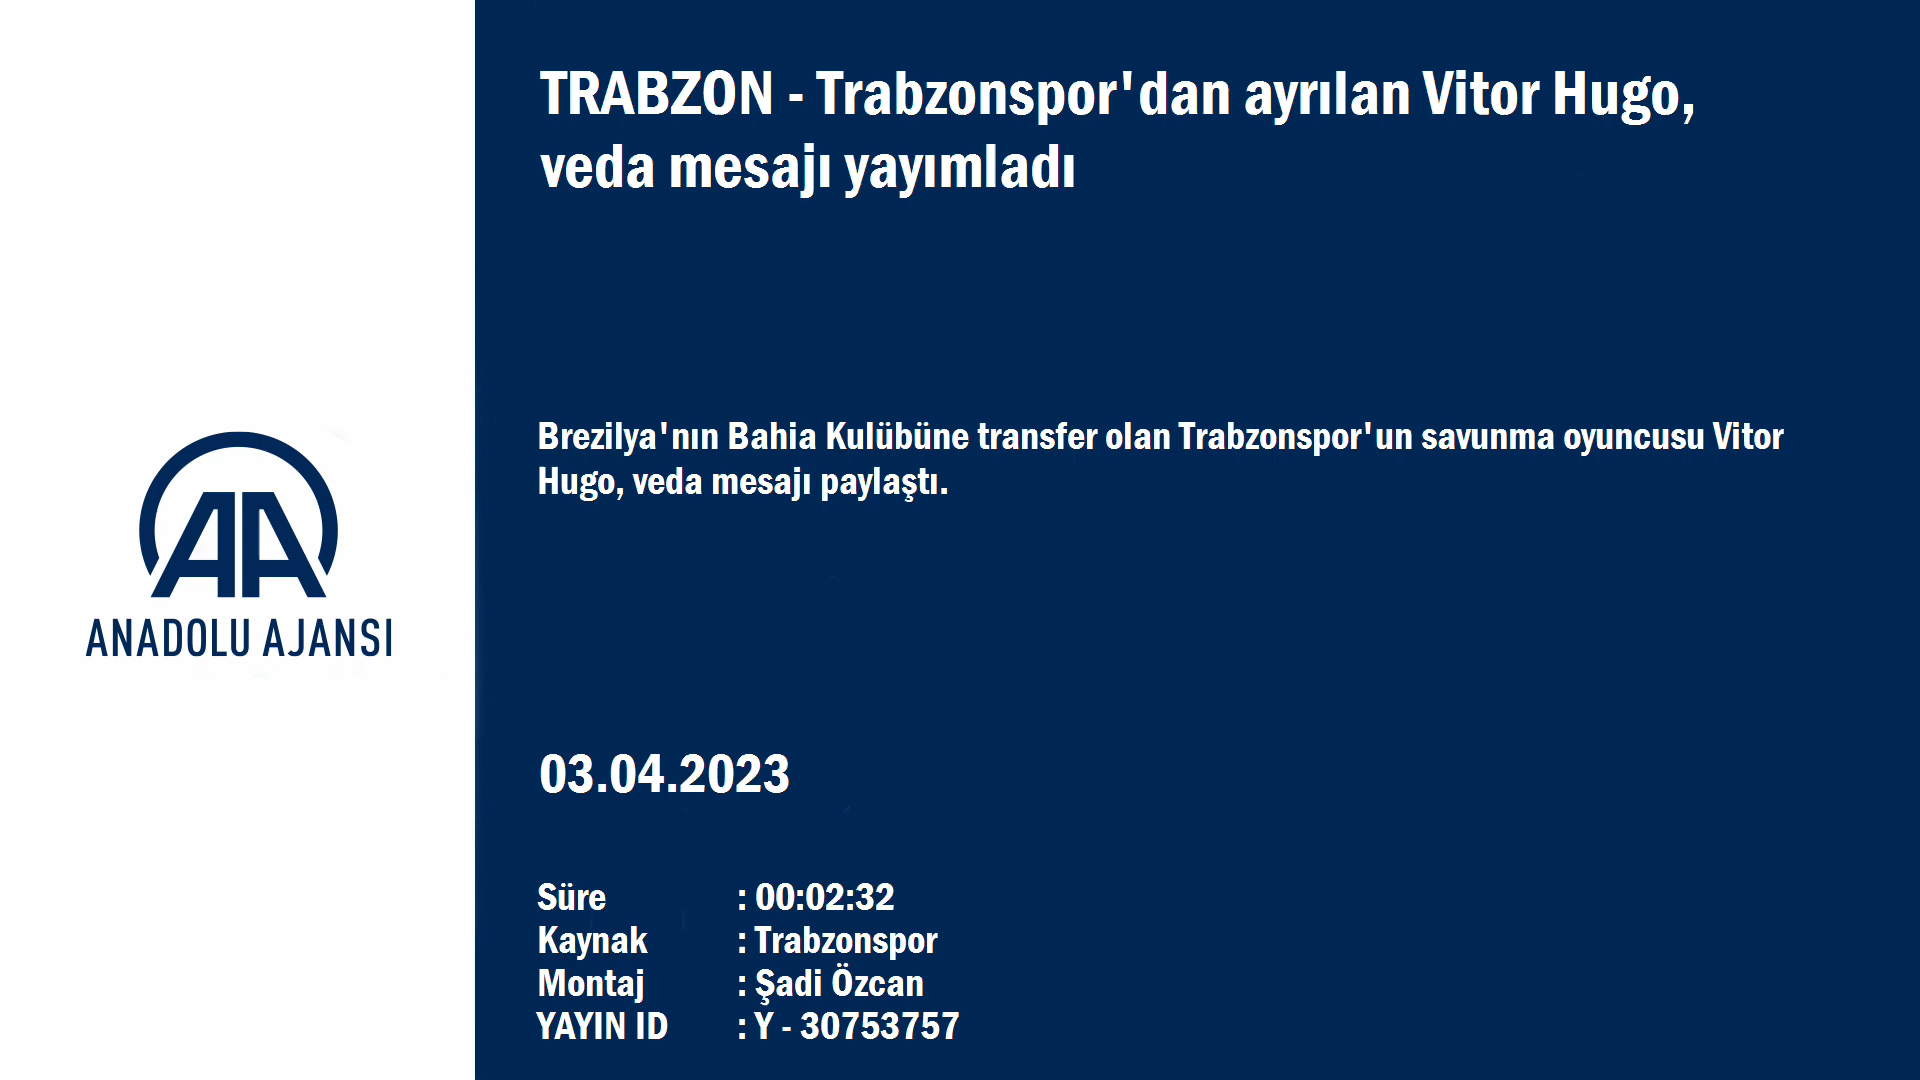 TRABZON - Trabzonspor'dan ayrılan Vitor Hugo,
veda mesajı yayımladı
Brezilya'nın Bahia Kulübüne transfer olan Trabzonspor'un savunma oyuncusu Vitor
Hugo, veda mesajı paylaştı.
AA
ANADOLU AJANSI
03.04.2023
Süre : 00:02:32
Kaynak : Trabzonspor
Montaj : Şadi Özcan
YAYIN ID : Y - 30753757